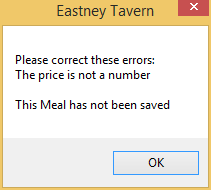 Eastney Tavern
Please correct these errors:
The price is not a number
This Meal has not been saved
OK